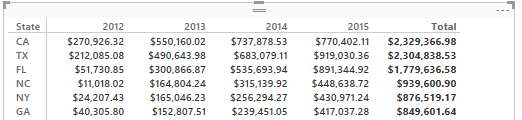 State 2012 2013 2014 2015 Total
CA $270,926.32 $550,160.02 $737,878.53 $770,402.11 $2,329,366.98
TX $212,085.08 $490,643.98 $683,079.11 $919,030.36 $2,304,838.53
FL $51,730.85 $300,866.87 $535,693.94 $891,344.92 $1,779,636.58
NC $11,018.02 $164,804.24 $315,139.92 $448,638.72 $939,600.90
NY $24,207.43 $165,046.23 $256,294.27 $430,971.24 $876,519.17
GA $40,305.80 $152,807.51 $239,451.05 $417,037.28 $849,601.64